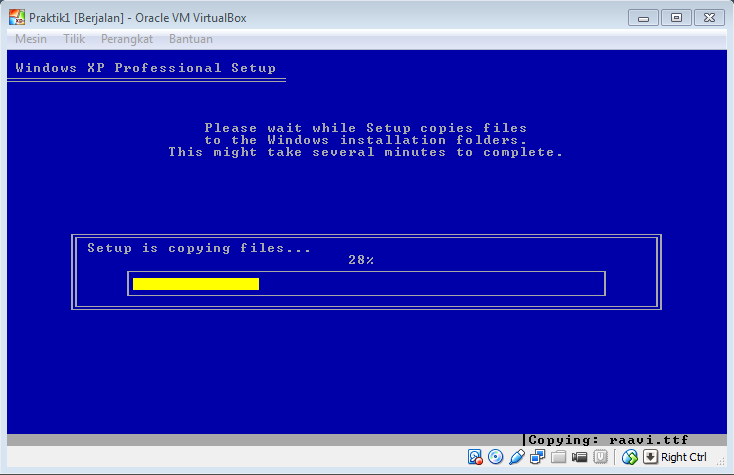 Praktik1 [Berjalan] - Oracle VM VirtualBox
Mesin Tilik Perangkat Bantuan
Windows XP Professional Setup
Please wait while Setup copies files
to the Windows installation folders.
This might take several minutes to complete.
Setup is copying files...
28%
|Copying: raavi.ttf
Right Ctrl